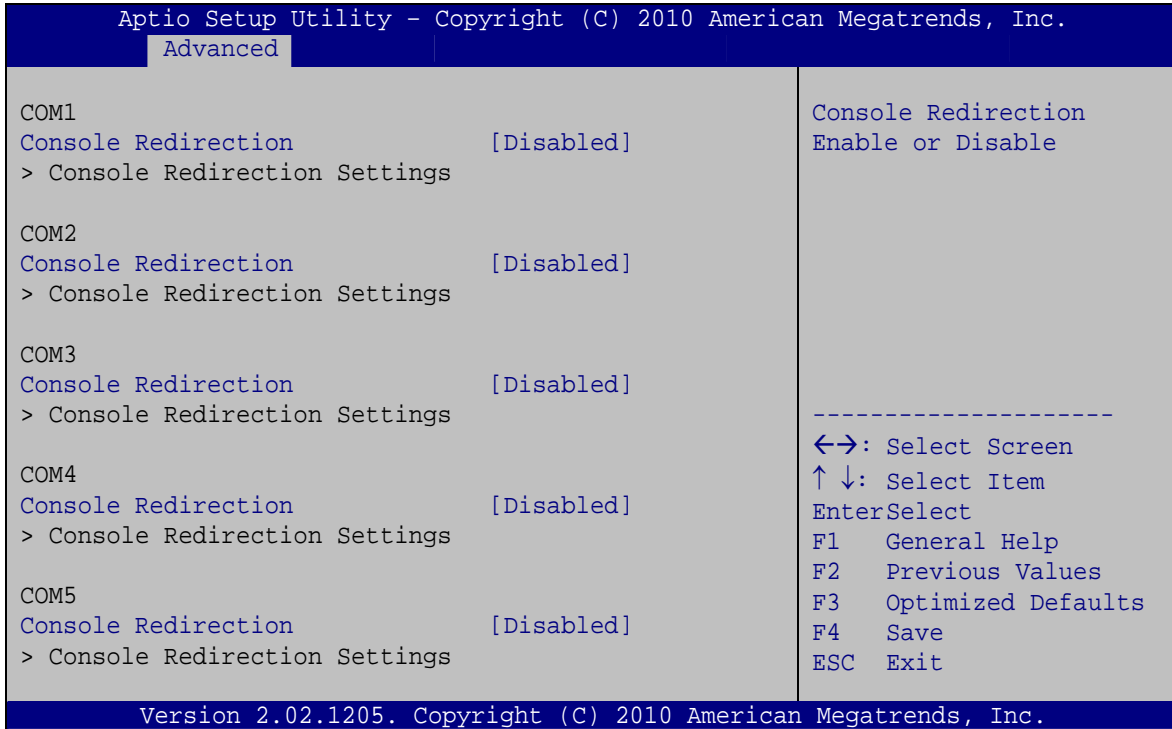 Aptio Setup Utility – Copyright (C) 2010 American Megatrends, Inc.
Advanced
COM1
Console Redirection [Disabled]
> Console Redirection Settings
COM2
Console Redirection [Disabled]
> Console Redirection Settings
COM3
Console Redirection [Disabled]
> Console Redirection Settings
COM4
Console Redirection [Disabled]
> Console Redirection Settings
COM5
Console Redirection [Disabled]
> Console Redirection Settings
Console Redirection
Enable or Disable
---------------------
←→: Select Screen
↑ ↓: Select Item
EnterSelect
F1 General Help
F2 Previous Values
F3 Optimized Defaults
F4 Save
ESC Exit
Version 2.02.1205. Copyright (C) 2010 American Megatrends, Inc.